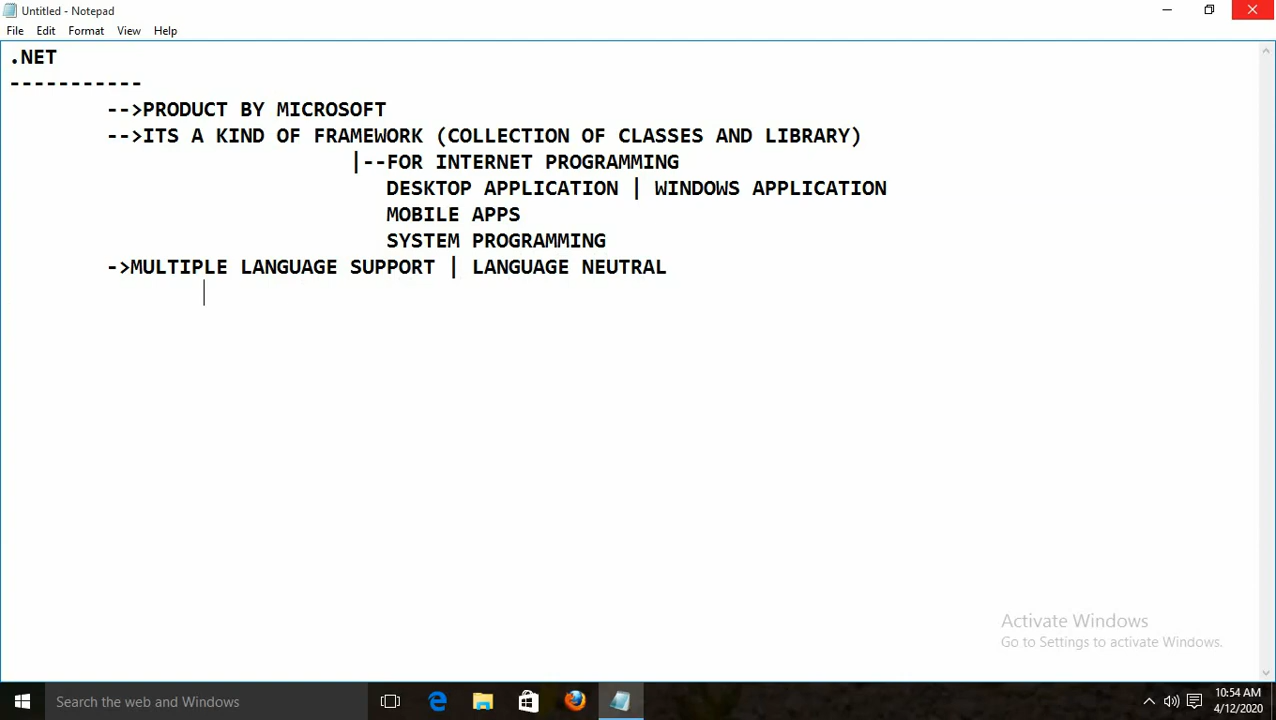 Untitled - Notepad
File Edit Format View Help
.NET
-----------
-->PRODUCT BY MICROSOFT
-->ITS A KIND OF FRAMEWORK (COLLECTION OF CLASSES AND LIBRARY)
|--FOR INTERNET PROGRAMMING
DESKTOP APPLICATION | WINDOWS APPLICATION
MOBILE APPS
SYSTEM PROGRAMMING
->MULTIPLE LANGUAGE SUPPORT | LANGUAGE NEUTRAL
Activate Windows
Go to Settings to activate Windows.
Search the web and Windows
10:54 AM
4/12/2020